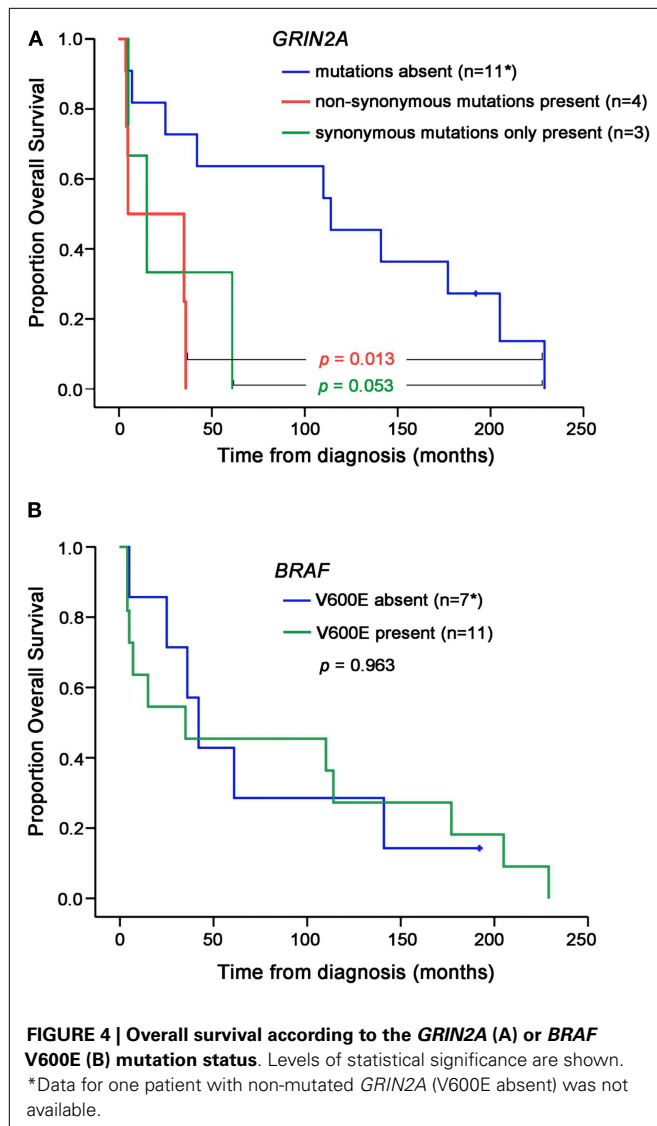 A
GRIN2A
mutations absent (n=11*)
non-synonymous mutations present (n=4)
synonymous mutations only present (n=3)
Proportion Overall Survival
1.0
0.8
0.6
0.4
0.2
0.0
p = 0.013
p = 0.053
0 50 100 150 200 250
Time from diagnosis (months)
B
BRAF
V600E absent (n=7*)
V600E present (n=11)
p = 0.963
Proportion Overall Survival
1.0
0.8
0.6
0.4
0.2
0.0
0 50 100 150 200 250
Time from diagnosis (months)
FIGURE 4 | Overall survival according to the GRIN2A (A) or BRAF
V600E (B) mutation status. Levels of statistical significance are shown.
*Data for one patient with non-mutated GRIN2A (V600E absent) was not
available.